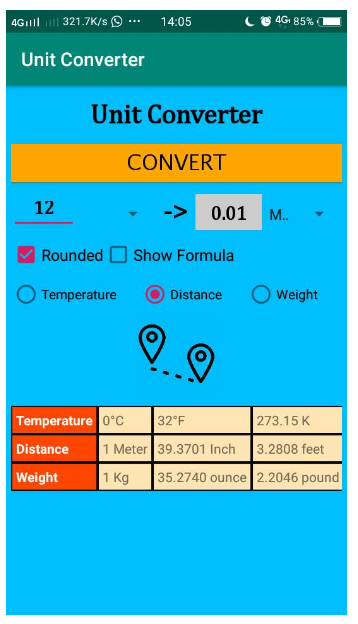 4G 321.7K/s ··· 14:05 4G 85%
Unit Converter
Unit Converter
CONVERT
12 -> 0.01 M..
Rounded Show Formula
Temperature Distance Weight
Temperature 0°C 32°F 273.15 K
Distance 1 Meter 39.3701 Inch 3.2808 feet
Weight 1 Kg 35.2740 ounce 2.2046 pound